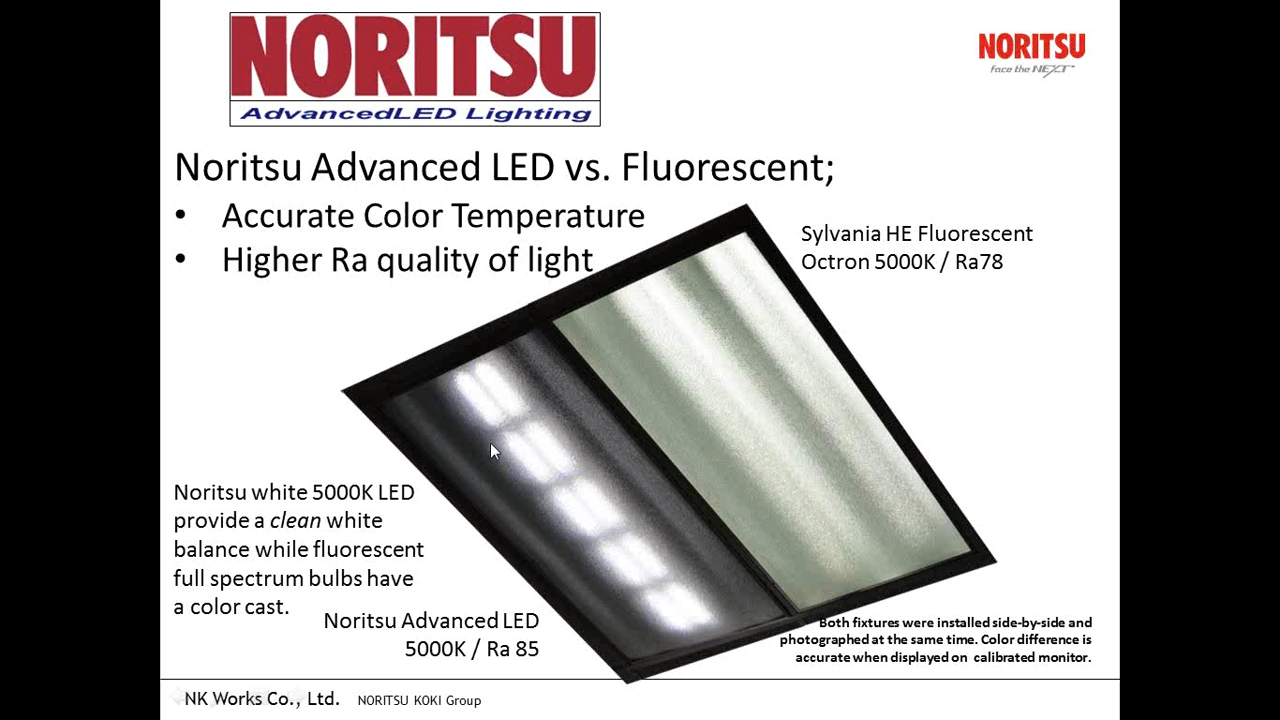 NORITSU
AdvancedLED Lighting
NORITSU
face the NEXT™
Noritsu Advanced LED vs. Fluorescent;
• Accurate Color Temperature
• Higher Ra quality of light
Sylvania HE Fluorescent
Octron 5000K / Ra78
Noritsu white 5000K LED
provide a clean white
balance while fluorescent
full spectrum bulbs have
a color cast.
Noritsu Advanced LED
5000K / Ra 85
Both fixtures were installed side-by-side and
photographed at the same time. Color difference is
accurate when displayed on calibrated monitor.
NK Works Co., Ltd. NORITSU KOKI Group